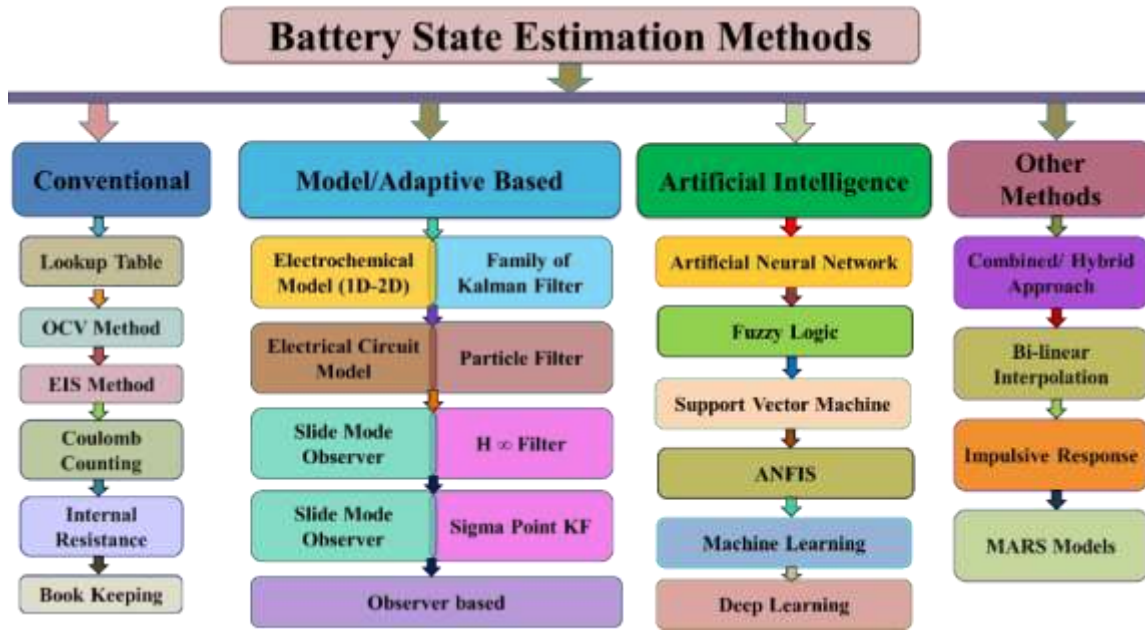 Battery State Estimation Methods
Conventional
Lookup Table
OCV Method
EIS Method
Coulomb
Counting
Internal
Resistance
Book Keeping
Model/Adaptive Based
Electrochemical
Model (1D-2D)
Family of
Kalman Filter
Electrical Circuit
Model
Particle Filter
Slide Mode
Observer
H ∞ Filter
Slide Mode
Observer
Sigma Point KF
Observer based
Artificial Intelligence
Artificial Neural Network
Fuzzy Logic
Support Vector Machine
ANFIS
Machine Learning
Deep Learning
Other
Methods
Combined/ Hybrid
Approach
Bi-linear
Interpolation
Impulsive Response
MARS Models